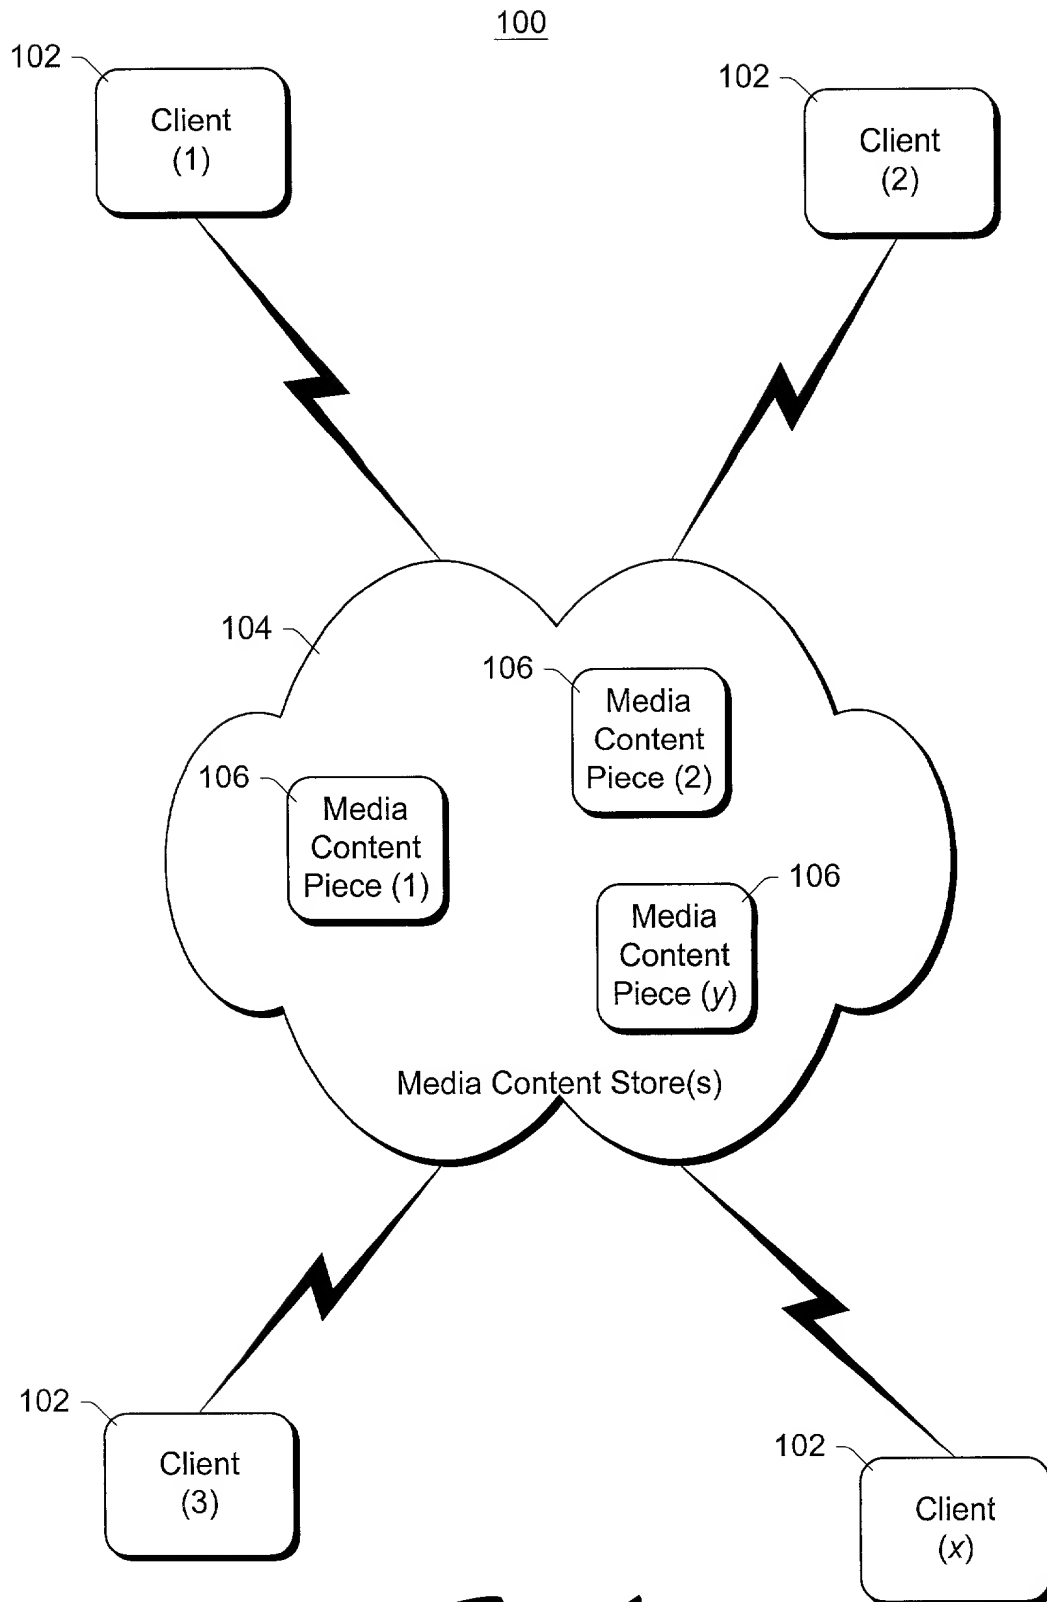 100
102
Client
(1)
102
Client
(2)
104
106
Media
Content
Piece (2)
106
Media
Content
Piece (1)
106
Media
Content
Piece (y)
Media Content Store(s)
102
Client
(3)
102
Client
(x)